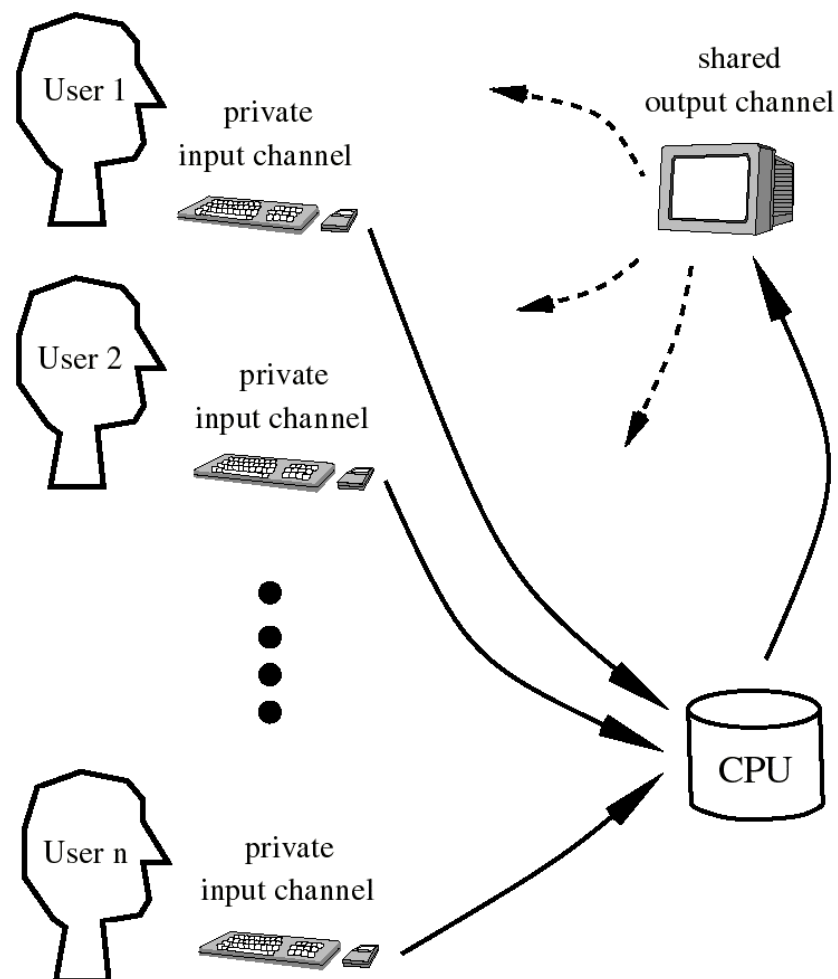 User 1
private
input channel
shared
output channel
User 2
private
input channel
CPU
User n
private
input channel